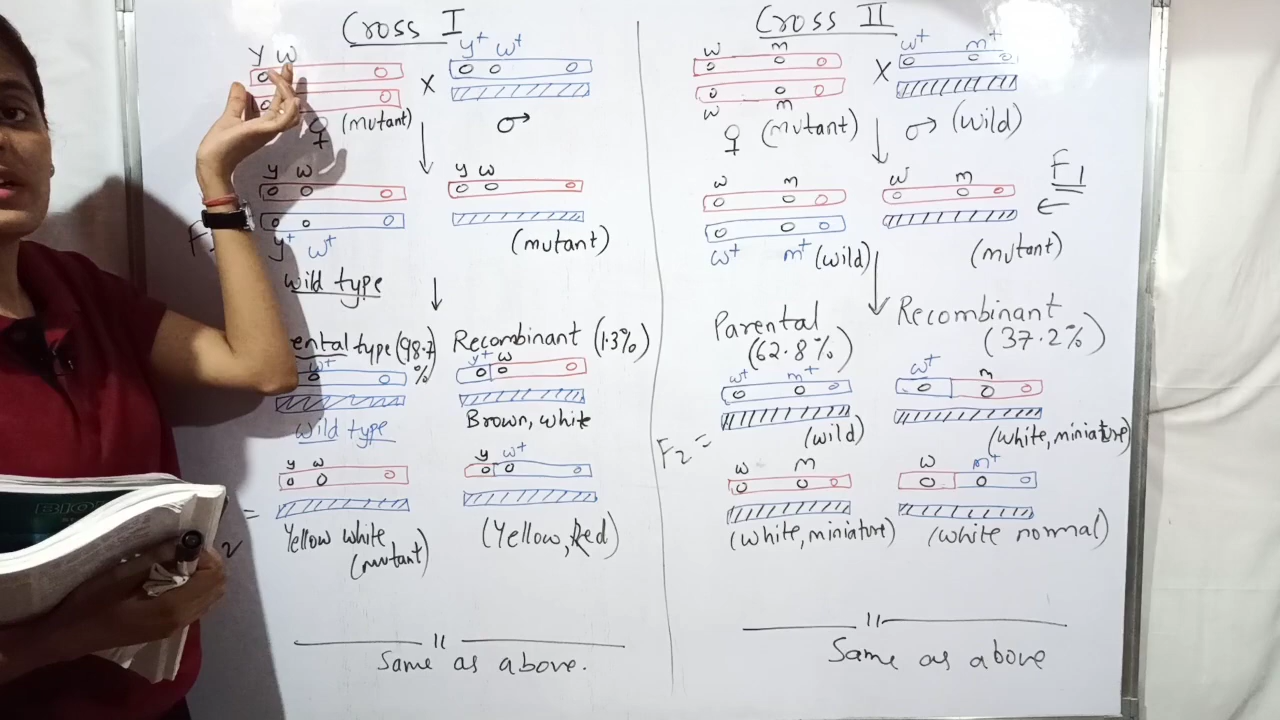 Cross I
y w
y+ w+
X
♀ (mutant)
♂
y w
y w
y+ w+
(mutant)
wild type
ental type (98.7%)
Recombinant (1.3%)
w+
y+ w
wild type
Brown, white
y w
y w+
Yellow white
(mutant)
(Yellow, Red)
=
2
"
Same as above.
Cross II
w m
w+ m+
X
w m
♀ (mutant)
♂ (wild)
F1
w m
w m
w+ m+ (wild)
(mutant)
Parental
(62.8%)
Recombinant
(37.2%)
w+ m+
w+ m
F2 =
(wild)
(white, miniature)
w m
w m+
(white, miniature)
(white normal)
"
Same as above
BIO